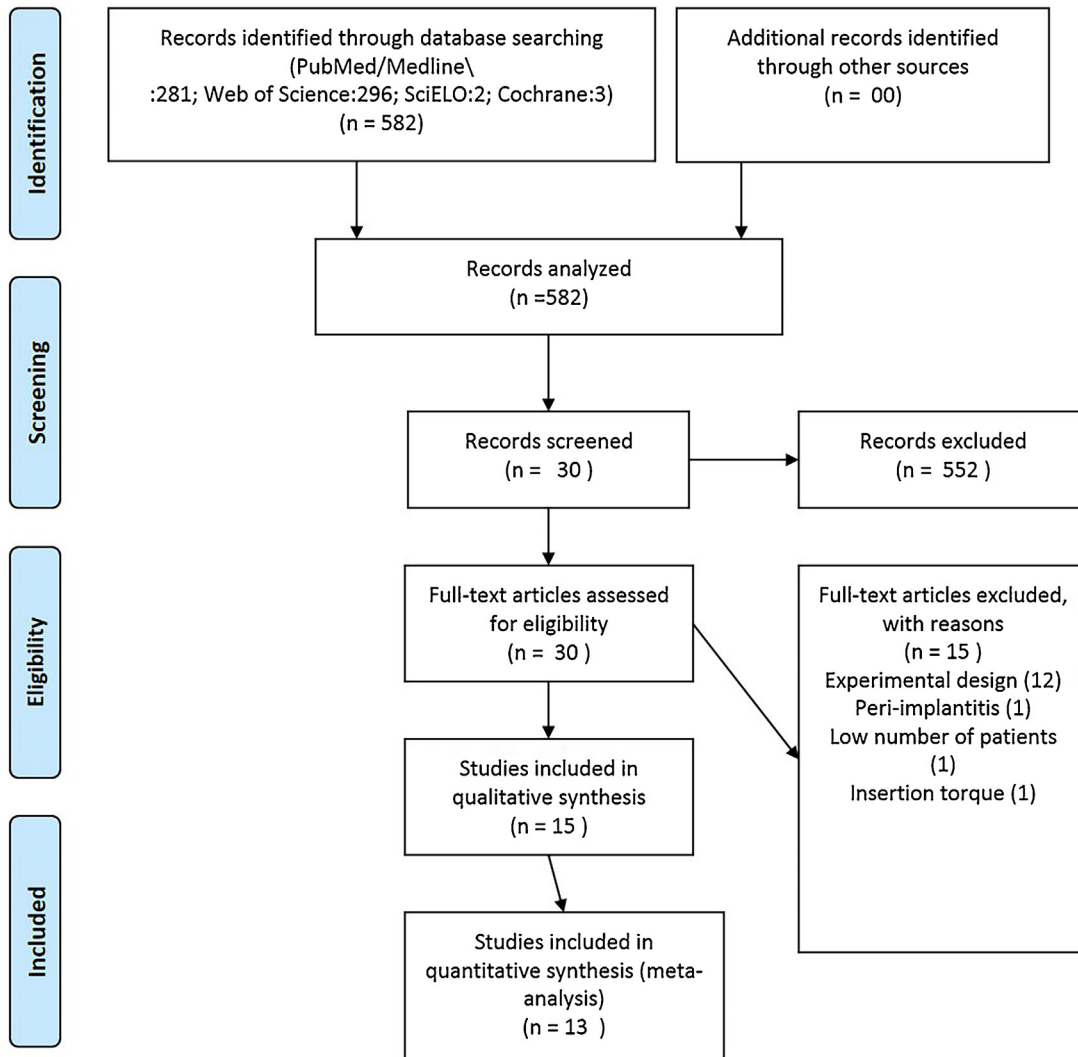 Identification
Records identified through database searching
(PubMed/Medline\
:281; Web of Science:296; SciELO:2; Cochrane:3)
(n = 582)
Additional records identified
through other sources
(n = 00)
Records analyzed
(n =582)
Screening
Records screened
(n = 30)
Records excluded
(n = 552 )
Eligibility
Full-text articles assessed
for eligibility
(n = 30 )
Full-text articles excluded,
with reasons
(n = 15 )
Experimental design (12)
Peri-implantitis (1)
Low number of patients
(1)
Insertion torque (1)
Studies included in
qualitative synthesis
(n = 15 )
Included
Studies included in
quantitative synthesis (meta-
analysis)
(n = 13 )